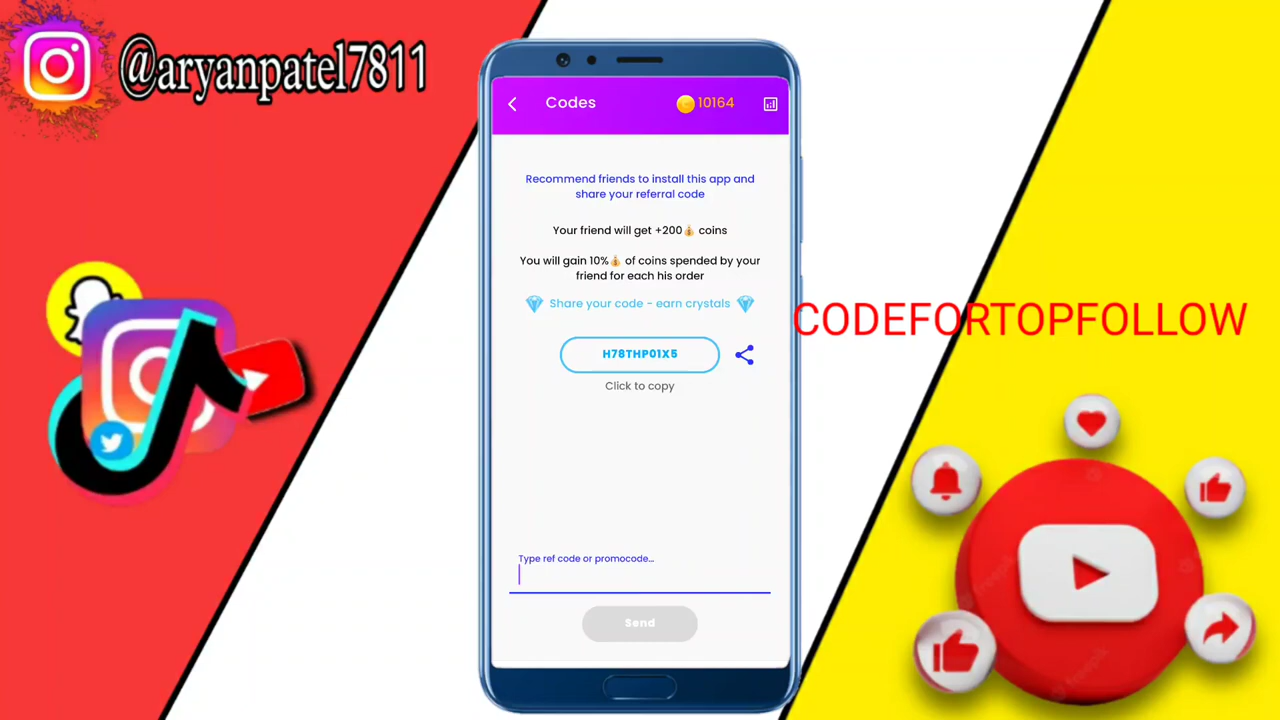 @aryanpatel7811
Codes
10164
Recommend friends to install this app and
share your referral code
Your friend will get +200💰 coins
You will gain 10%💰 of coins spended by your
friend for each his order
💎 Share your code - earn crystals 💎
CODEFORTOPFOLLOW
H78THP01X5
Click to copy
Type ref code or promocode...
Send